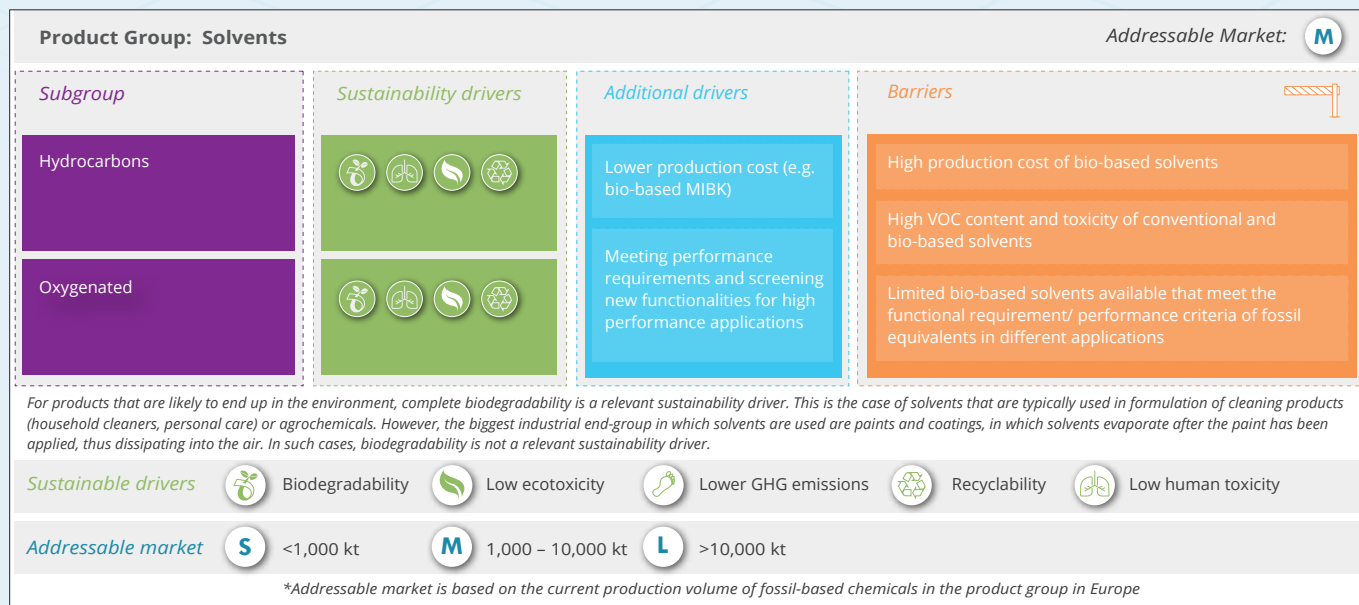 Product Group: Solvents
Addressable Market: M
Subgroup
Sustainability drivers
Additional drivers
Barriers
Hydrocarbons
Oxygenated
Lower production cost (e.g.
bio-based MIBK)
Meeting performance
requirements and screening
new functionalities for high
performance applications
High production cost of bio-based solvents
High VOC content and toxicity of conventional and
bio-based solvents
Limited bio-based solvents available that meet the
functional requirement/ performance criteria of fossil
equivalents in different applications
For products that are likely to end up in the environment, complete biodegradability is a relevant sustainability driver. This is the case of solvents that are typically used in formulation of cleaning products
(household cleaners, personal care) or agrochemicals. However, the biggest industrial end-group in which solvents are used are paints and coatings, in which solvents evaporate after the paint has been
applied, thus dissipating into the air. In such cases, biodegradability is not a relevant sustainability driver.
Sustainable drivers Biodegradability Low ecotoxicity Lower GHG emissions Recyclability Low human toxicity
Addressable market S <1,000 kt M 1,000 – 10,000 kt L >10,000 kt
*Addressable market is based on the current production volume of fossil-based chemicals in the product group in Europe